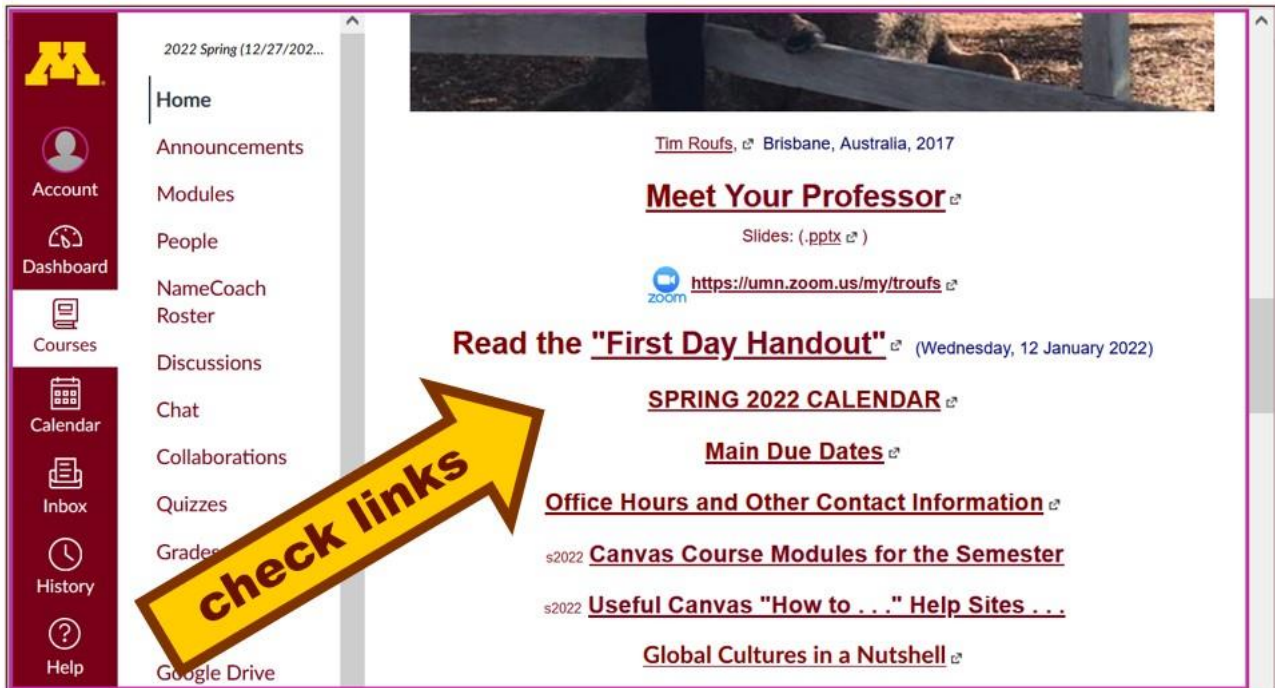 M
Account
Dashboard
Courses
Calendar
Inbox
History
Help
2022 Spring (12/27/202...
Home
Announcements
Modules
People
NameCoach
Roster
Discussions
Chat
Collaborations
Quizzes
Grades
Google Drive
check links
Tim Roufs, Brisbane, Australia, 2017
Meet Your Professor
Slides: (.pptx )
zoom https://umn.zoom.us/my/troufs
Read the "First Day Handout" (Wednesday, 12 January 2022)
SPRING 2022 CALENDAR
Main Due Dates
Office Hours and Other Contact Information
s2022 Canvas Course Modules for the Semester
s2022 Useful Canvas "How to . . ." Help Sites . . .
Global Cultures in a Nutshell